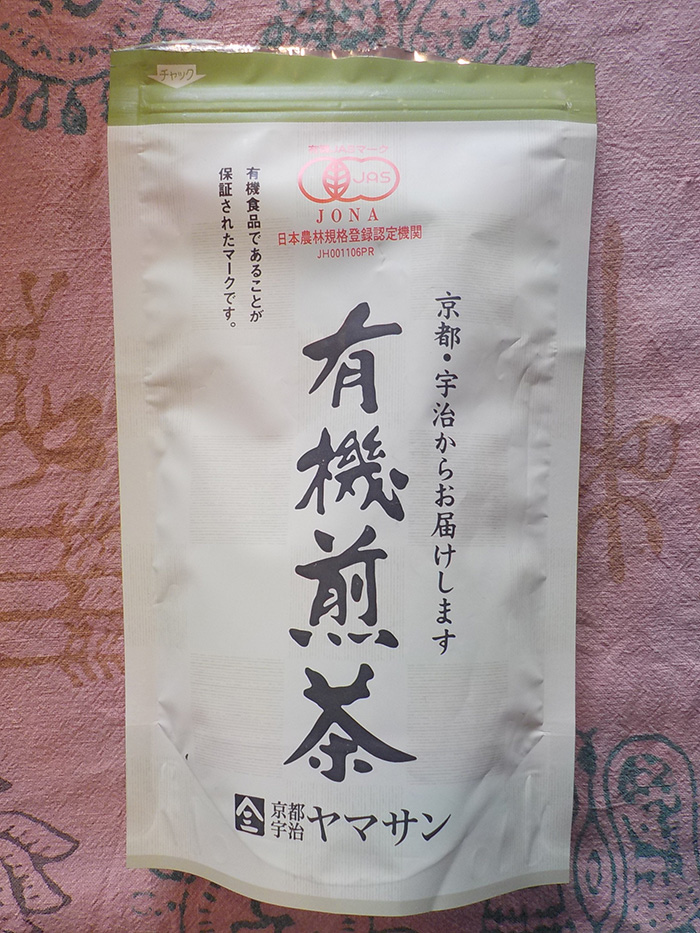 チャック
有機JASマーク
JAS
JONA
日本農林規格登録認定機関
JH001106PR
有機食品であることが
保証されたマークです。
京都・宇治からお届けします
有機煎茶
京都
宇治
ヤマサン